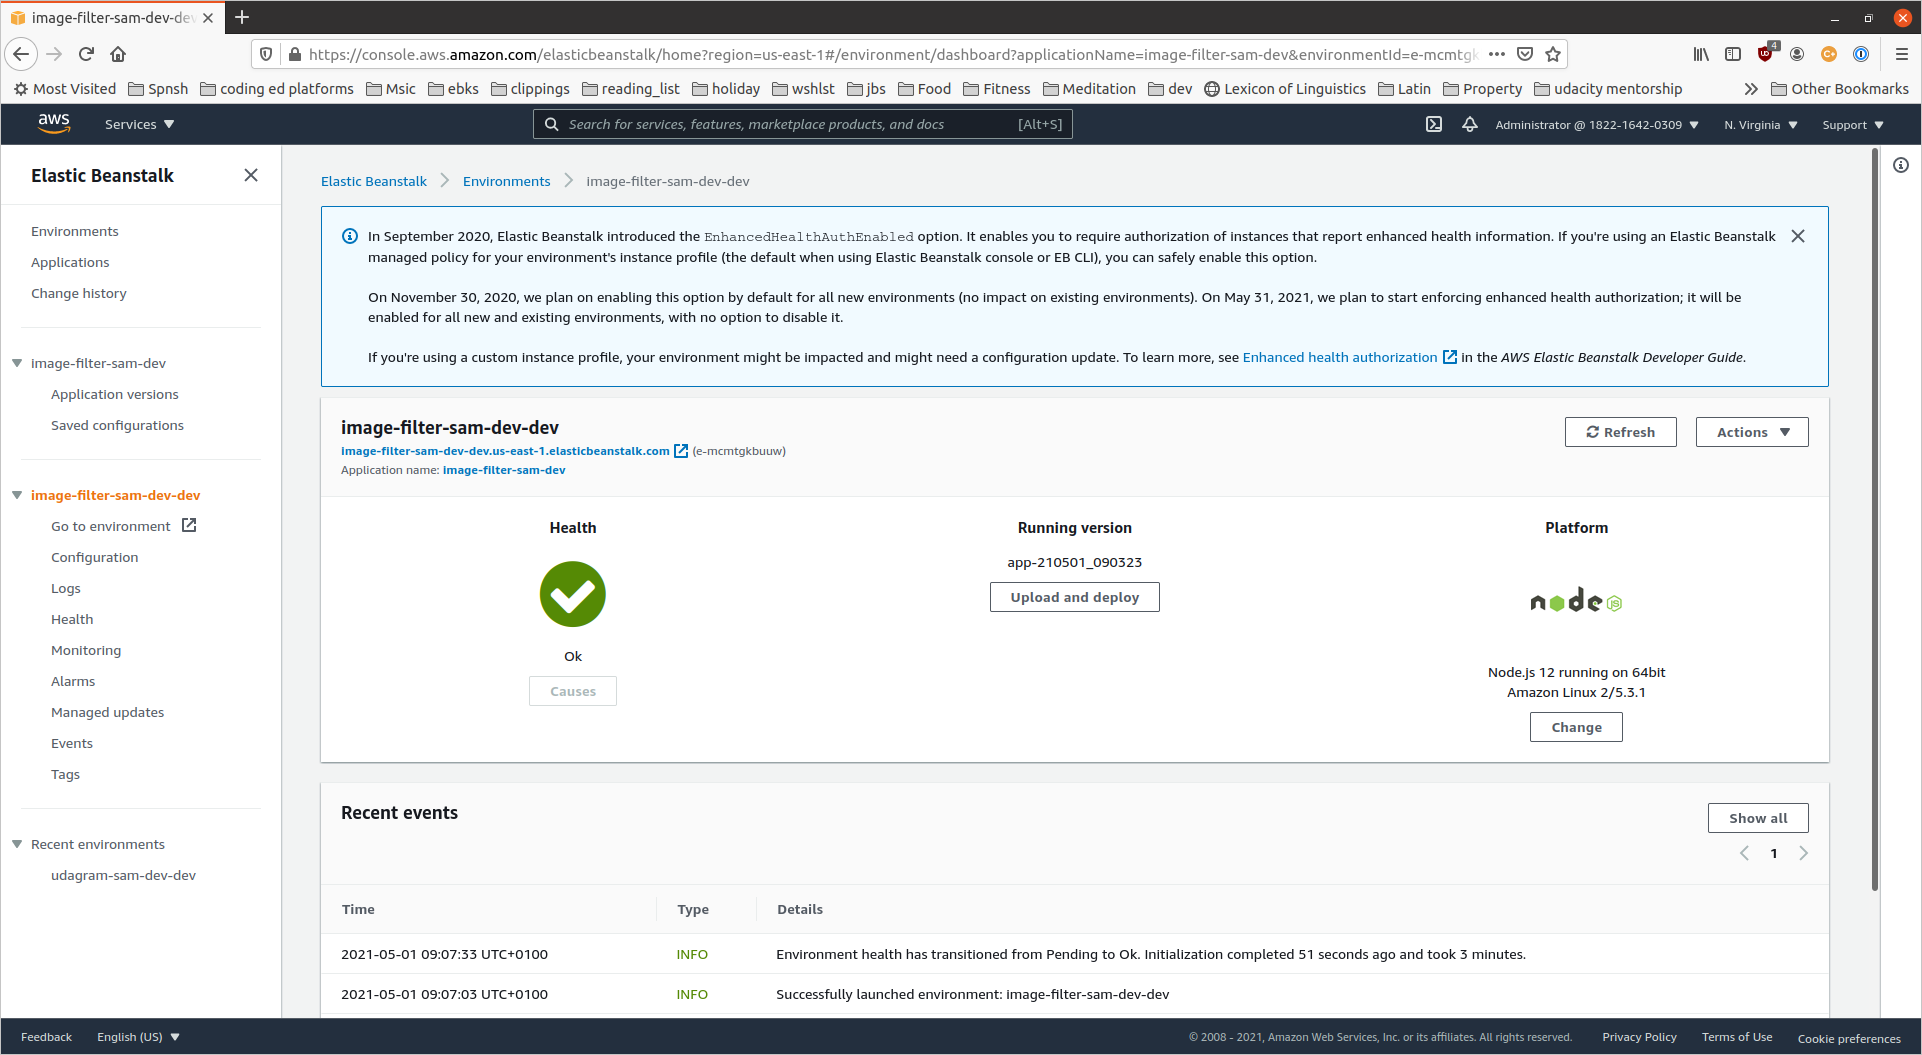 image-filter-sam-dev-dev
https://console.aws.amazon.com/elasticbeanstalk/home?region=us-east-1#/environment/dashboard?applicationName=image-filter-sam-dev&environmentId=e-mcmtgk
4
Most Visited Spnsh coding ed platforms Msic ebks clippings reading_list holiday wshlst jbs Food Fitness Meditation dev Lexicon of Linguistics Latin Property udacity mentorship Other Bookmarks
aws Services Search for services, features, marketplace products, and docs [Alt+S] Administrator @ 1822-1642-0309 N. Virginia Support
Elastic Beanstalk
Environments
Applications
Change history
image-filter-sam-dev
Application versions
Saved configurations
image-filter-sam-dev-dev
Go to environment
Configuration
Logs
Health
Monitoring
Alarms
Managed updates
Events
Tags
Recent environments
udagram-sam-dev-dev
Elastic Beanstalk Environments image-filter-sam-dev-dev
In September 2020, Elastic Beanstalk introduced the EnhancedHealthAuthEnabled option. It enables you to require authorization of instances that report enhanced health information. If you're using an Elastic Beanstalk
managed policy for your environment's instance profile (the default when using Elastic Beanstalk console or EB CLI), you can safely enable this option.
On November 30, 2020, we plan on enabling this option by default for all new environments (no impact on existing environments). On May 31, 2021, we plan to start enforcing enhanced health authorization; it will be
enabled for all new and existing environments, with no option to disable it.
If you're using a custom instance profile, your environment might be impacted and might need a configuration update. To learn more, see Enhanced health authorization in the AWS Elastic Beanstalk Developer Guide.
image-filter-sam-dev-dev
image-filter-sam-dev-dev.us-east-1.elasticbeanstalk.com (e-mcmtgkbuuw)
Application name: image-filter-sam-dev
Refresh Actions
Health
Ok
Causes
Running version
app-210501_090323
Upload and deploy
Platform
node JS
Node.js 12 running on 64bit
Amazon Linux 2/5.3.1
Change
Recent events
Show all
1
Time Type Details
2021-05-01 09:07:33 UTC+0100 INFO Environment health has transitioned from Pending to Ok. Initialization completed 51 seconds ago and took 3 minutes.
2021-05-01 09:07:03 UTC+0100 INFO Successfully launched environment: image-filter-sam-dev-dev
Feedback English (US) © 2008 - 2021, Amazon Web Services, Inc. or its affiliates. All rights reserved. Privacy Policy Terms of Use Cookie preferences